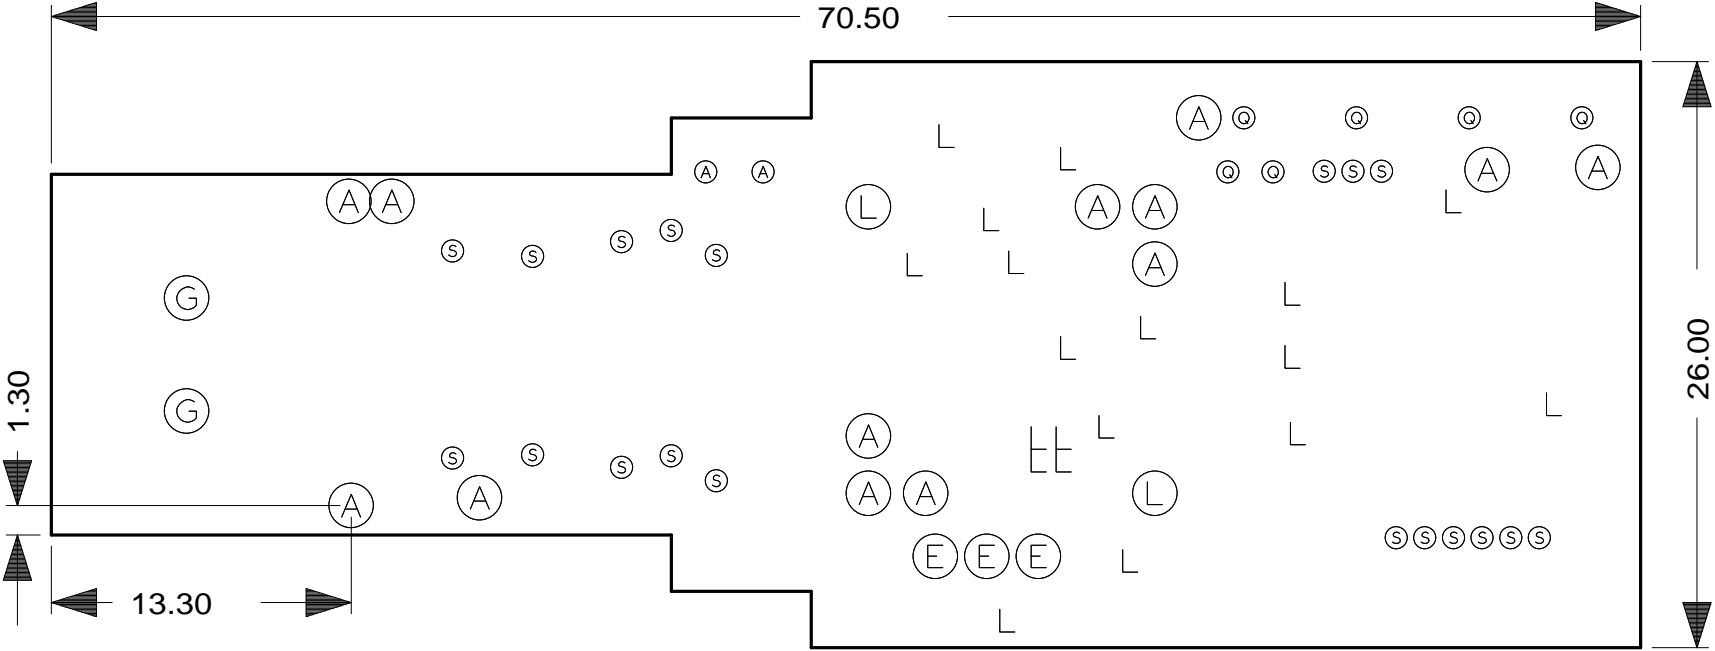 70.50
A Q Q Q Q
L
L
A A Q Q S S S A A
A A L A A L
L
S S S S S
L L A
G L
L
L L
G L
A L L
S S S S S L L
L L
A A A A L
1.30
26.00
S S S S S S
E E E L
13.30
L